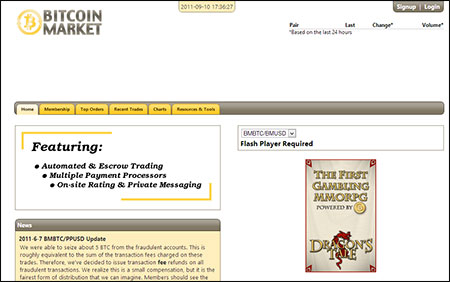 BITCOIN
MARKET
2011-09-10 17:36:27
Signup | Login
Pair Last Change* Volume*
*Based on the last 24 hours
Home Membership Top Orders Recent Trades Charts Resources & Tools
Featuring:
• Automated & Escrow Trading
• Multiple Payment Processors
• On-site Rating & Private Messaging
BMBTC/BMUSD
Flash Player Required
THE FIRST
GAMBLING
MMORPG
POWERED BY
DRAGON'S
TALE
News
2011-6-7 BMBTC/PPUSD Update
We were able to seize about 5 BTC from the fraudulent accounts. This is
roughly equivalent to the sum of the transaction fees charged on these
trades. Therefore, we've decided to issue transaction fee refunds on all
fraudulent transactions. We realize this is a small compensation, but it is the
fairest form of distribution that we can imagine. Members should see the